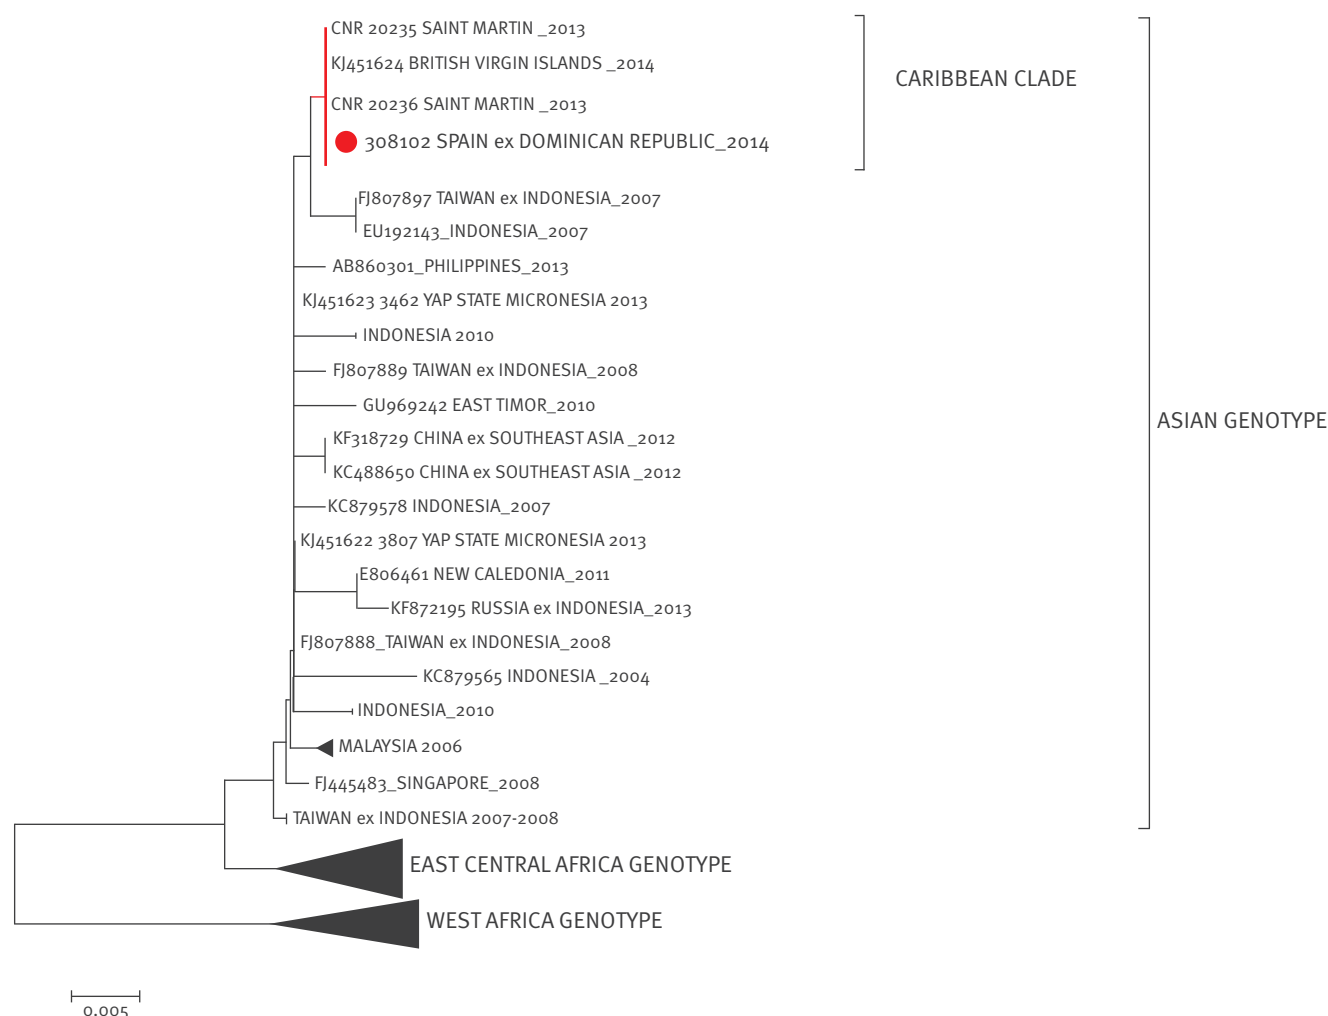 CNR 20235 SAINT MARTIN _2013
KJ451624 BRITISH VIRGIN ISLANDS _2014
CARIBBEAN CLADE
CNR 20236 SAINT MARTIN _2013
308102 SPAIN ex DOMINICAN REPUBLIC_2014
FJ807897 TAIWAN ex INDONESIA_2007
EU192143_INDONESIA_2007
AB860301_PHILIPPINES_2013
KJ451623 3462 YAP STATE MICRONESIA 2013
INDONESIA 2010
FJ807889 TAIWAN ex INDONESIA_2008
GU969242 EAST TIMOR_2010
ASIAN GENOTYPE
KF318729 CHINA ex SOUTHEAST ASIA _2012
KC488650 CHINA ex SOUTHEAST ASIA _2012
KC879578 INDONESIA_2007
KJ451622 3807 YAP STATE MICRONESIA 2013
E806461 NEW CALEDONIA_2011
KF872195 RUSSIA ex INDONESIA_2013
FJ807888_TAIWAN ex INDONESIA_2008
KC879565 INDONESIA _2004
INDONESIA_2010
MALAYSIA 2006
FJ445483_SINGAPORE_2008
TAIWAN ex INDONESIA 2007-2008
EAST CENTRAL AFRICA GENOTYPE
WEST AFRICA GENOTYPE
0.005